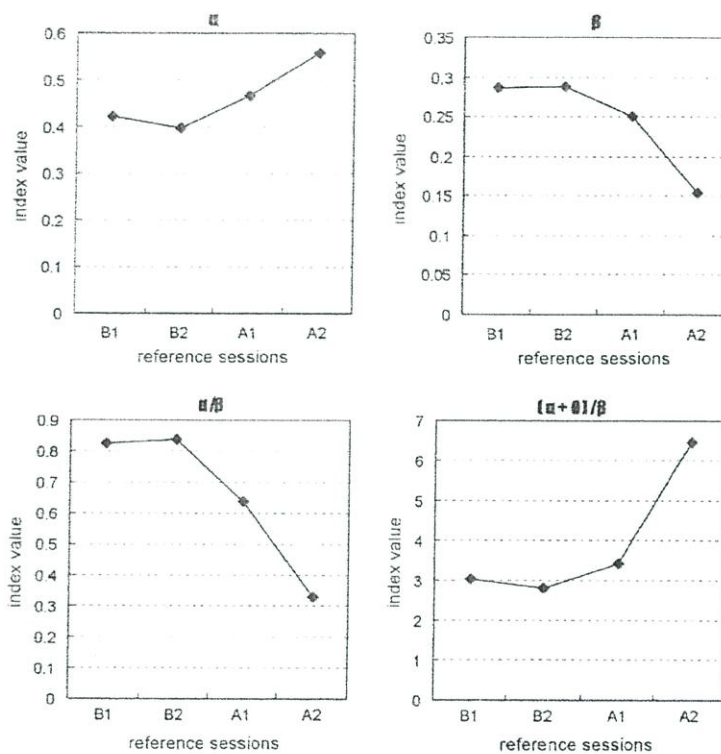 α
0.6
0.5
0.4
0.3
0.2
0.1
0
index value
B1 B2 A1 A2
reference sessions
β
0.35
0.3
0.25
0.2
0.15
0.1
0.05
0
index value
B1 B2 A1 A2
reference sessions
α/β
0.9
0.8
0.7
0.6
0.5
0.4
0.3
0.2
0.1
0
index value
B1 B2 A1 A2
reference sessions
(α+θ)/β
7
6
5
4
3
2
1
0
index value
B1 B2 A1 A2
reference sessions